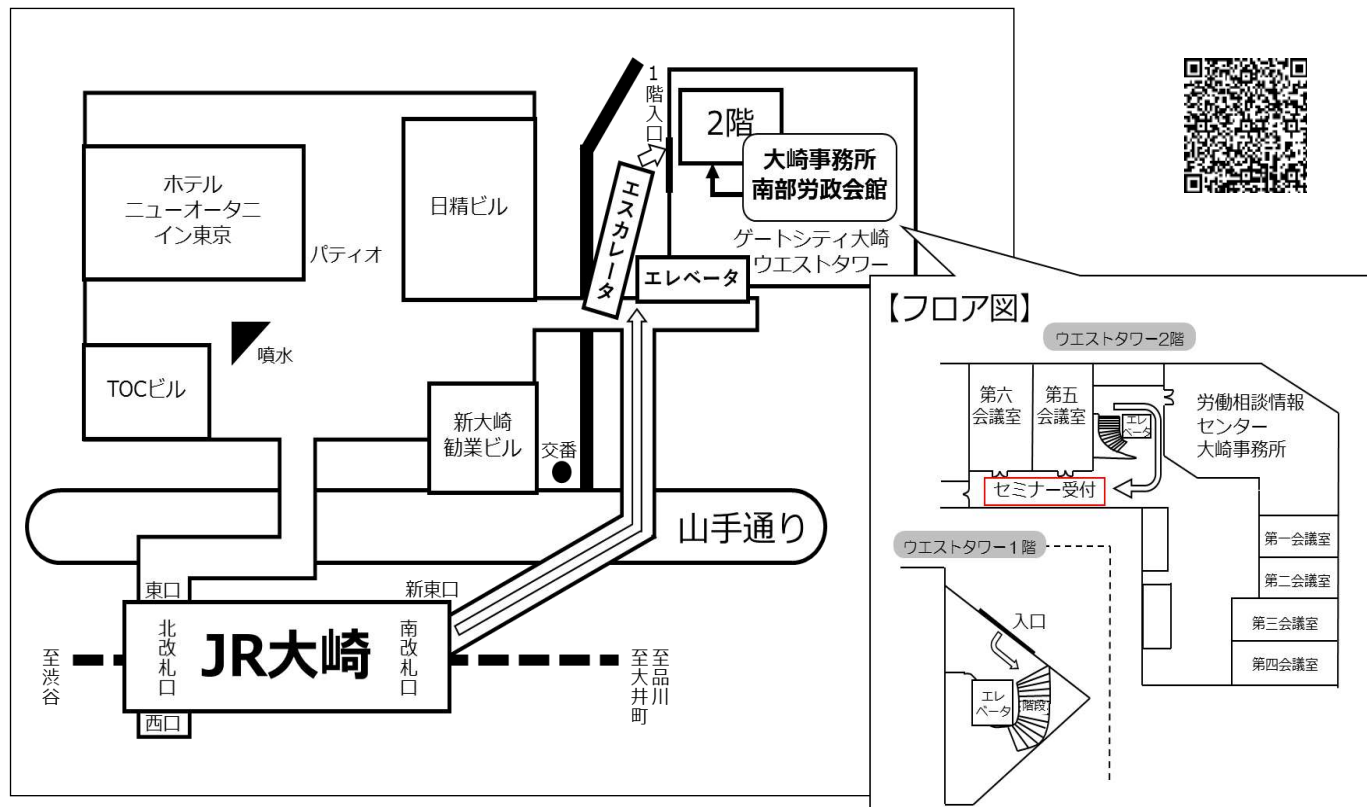 1階入口
2階
大崎事務所
南部労政会館
ゲートシティ大崎
ウエストタワー
エスカレータ
エレベータ
ホテル
ニューオータニ
イン東京
パティオ
日精ビル
噴水
TOCビル
新大崎
勧業ビル
交番
山手通り
東口
新東口
北改札口
JR大崎
南改札口
西口
至渋谷
至品川
至大井町
【フロア図】
ウエストタワー2階
第六
会議室
第五
会議室
エレ
ベータ
労働相談情報
センター
大崎事務所
セミナー受付
第一会議室
第二会議室
第三会議室
第四会議室
ウエストタワー1階
入口
エレ
ベータ
階段